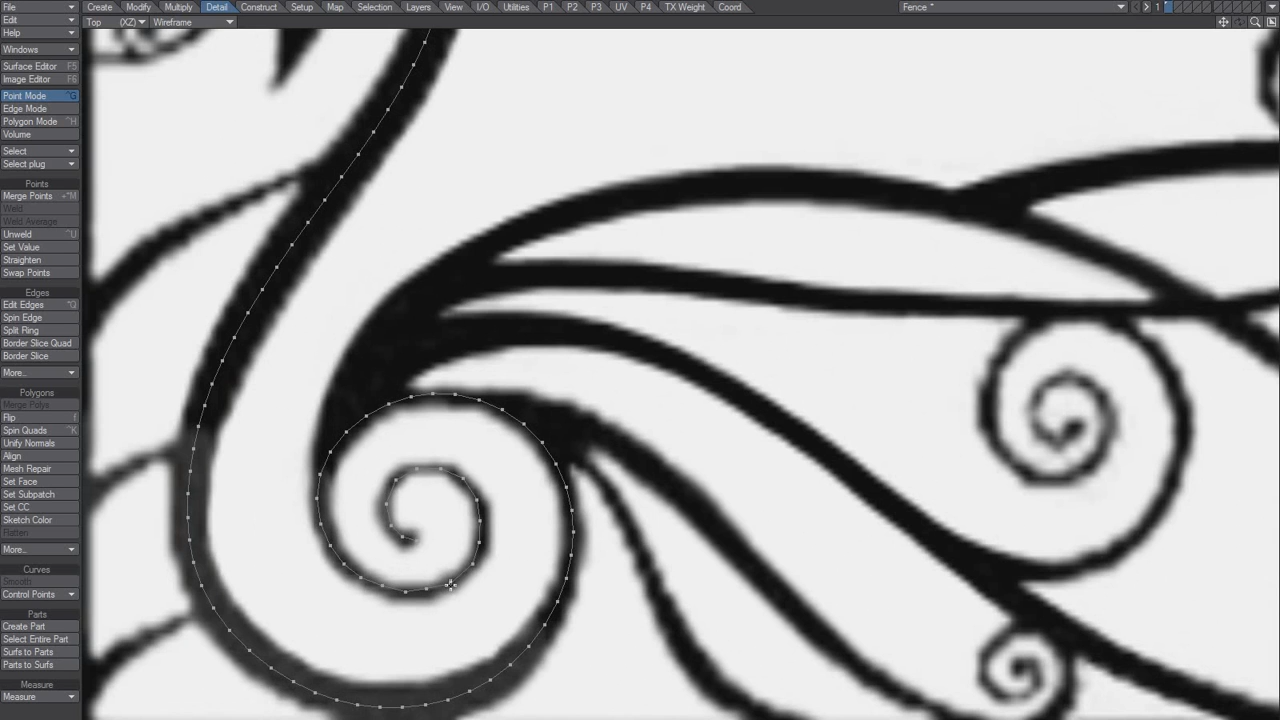 File Create Modify Multiply Detail Construct Setup Map Selection Layers View I/O Utilities P1 P2 P3 UV P4 TX Weight Coord Fence * 1
Edit Top (XZ) Wireframe
Help
Windows
Surface Editor F5
Image Editor F6
Point Mode ^G
Edge Mode
Polygon Mode ^H
Volume
Select
Select plug
Points
Merge Points +^M
Weld
Weld Average
Unweld ^U
Set Value
Straighten
Swap Points
Edges
Edit Edges ^Q
Spin Edge
Split Ring
Border Slice Quad
Border Slice
More...
Polygons
Merge Polys
Flip f
Spin Quads ^K
Unify Normals
Align
Mesh Repair
Set Face
Set Subpatch
Set CC
Sketch Color
Flatten
More...
Curves
Smooth
Control Points
Parts
Create Part
Select Entire Part
Surfs to Parts
Parts to Surfs
Measure
Measure